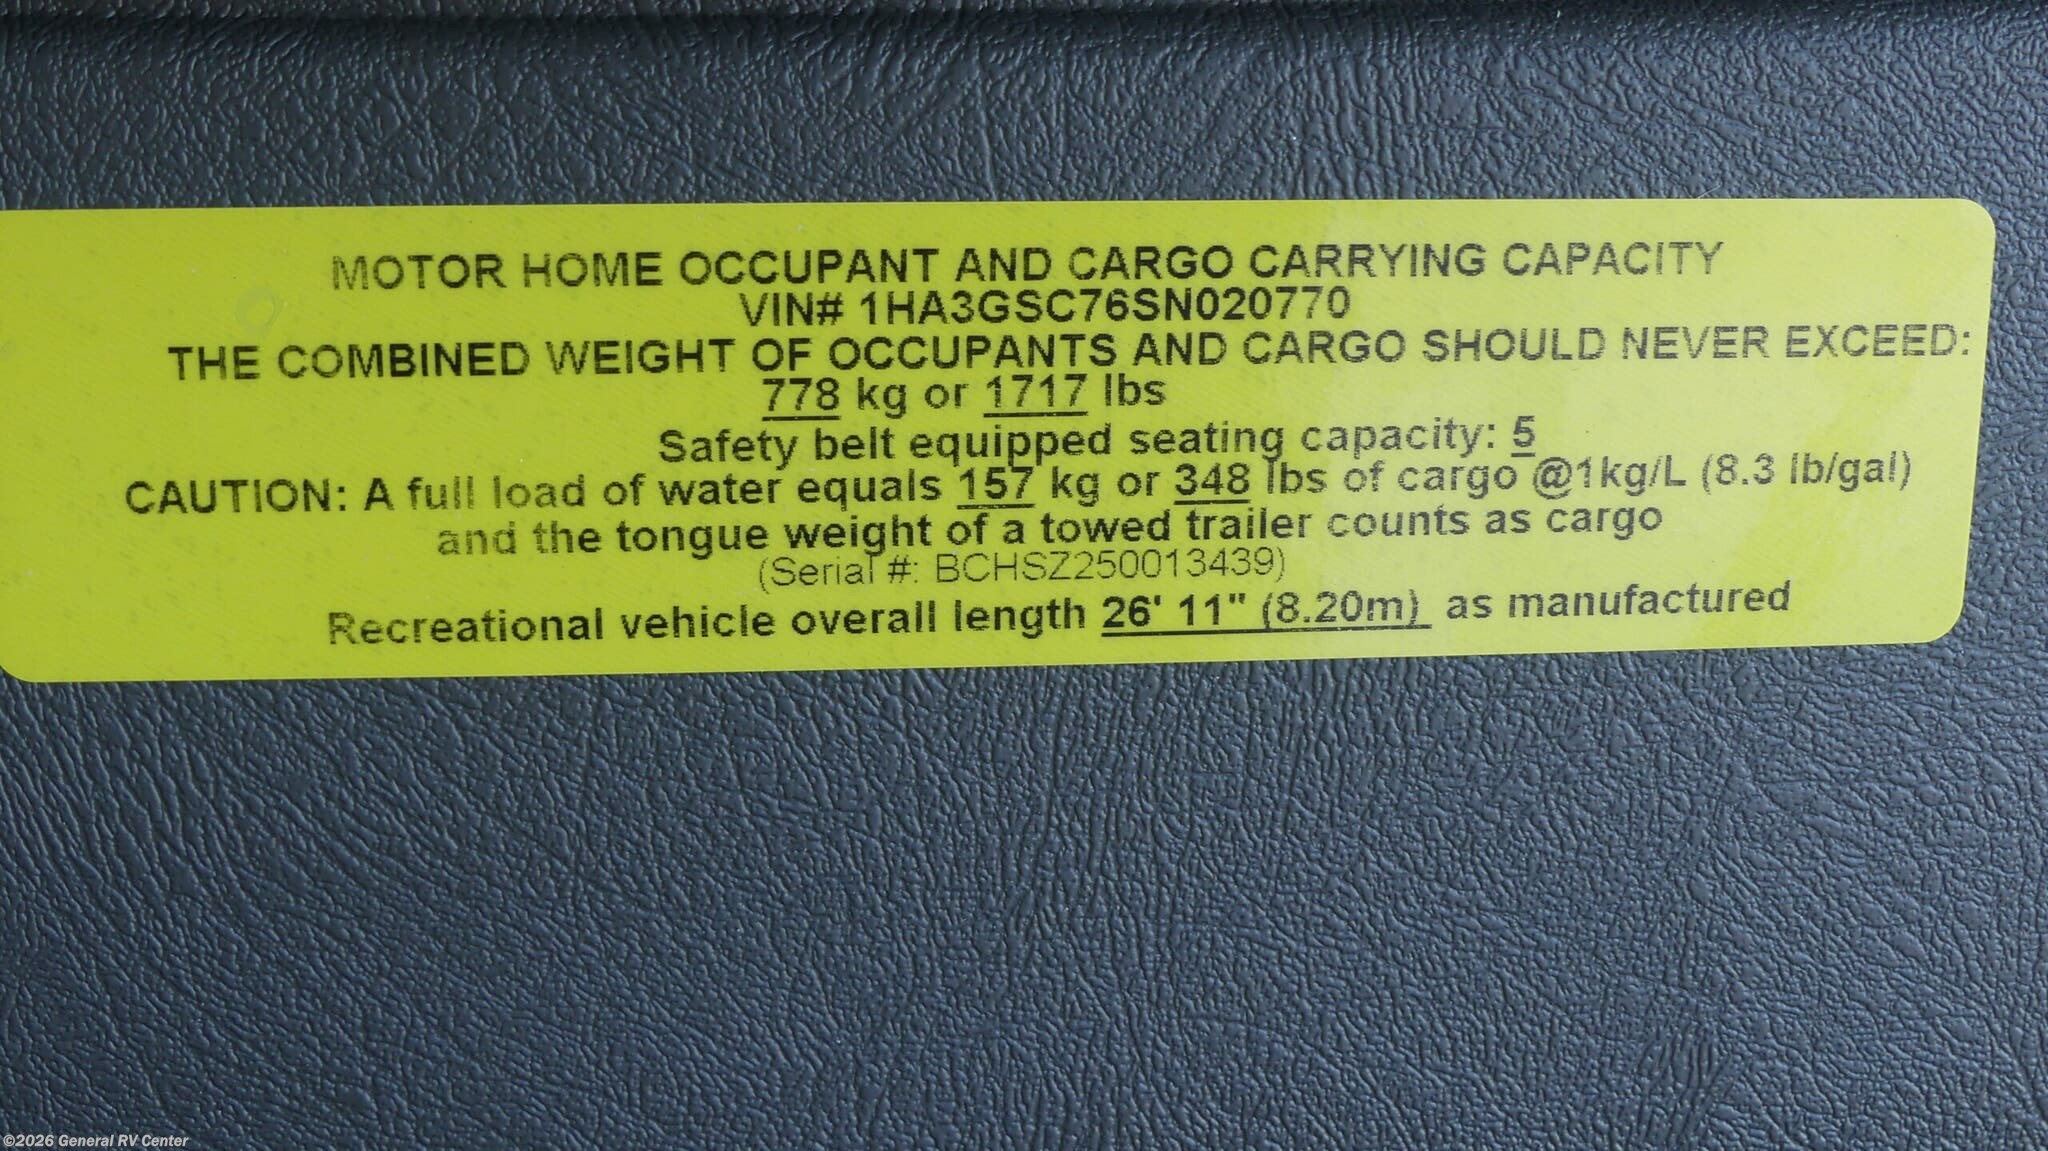 MOTOR HOME OCCUPANT AND CARGO CARRYING CAPACITY
VIN# 1HA3GSC76SN020770
THE COMBINED WEIGHT OF OCCUPANTS AND CARGO SHOULD NEVER EXCEED:
778 kg or 1717 lbs
Safety belt equipped seating capacity: 5
CAUTION: A full load of water equals 157 kg or 348 lbs of cargo @1kg/L (8.3 lb/gal)
and the tongue weight of a towed trailer counts as cargo
(Serial #: BCHSZ250013439)
Recreational vehicle overall length 26' 11" (8.20m) as manufactured
©2026 General RV Center